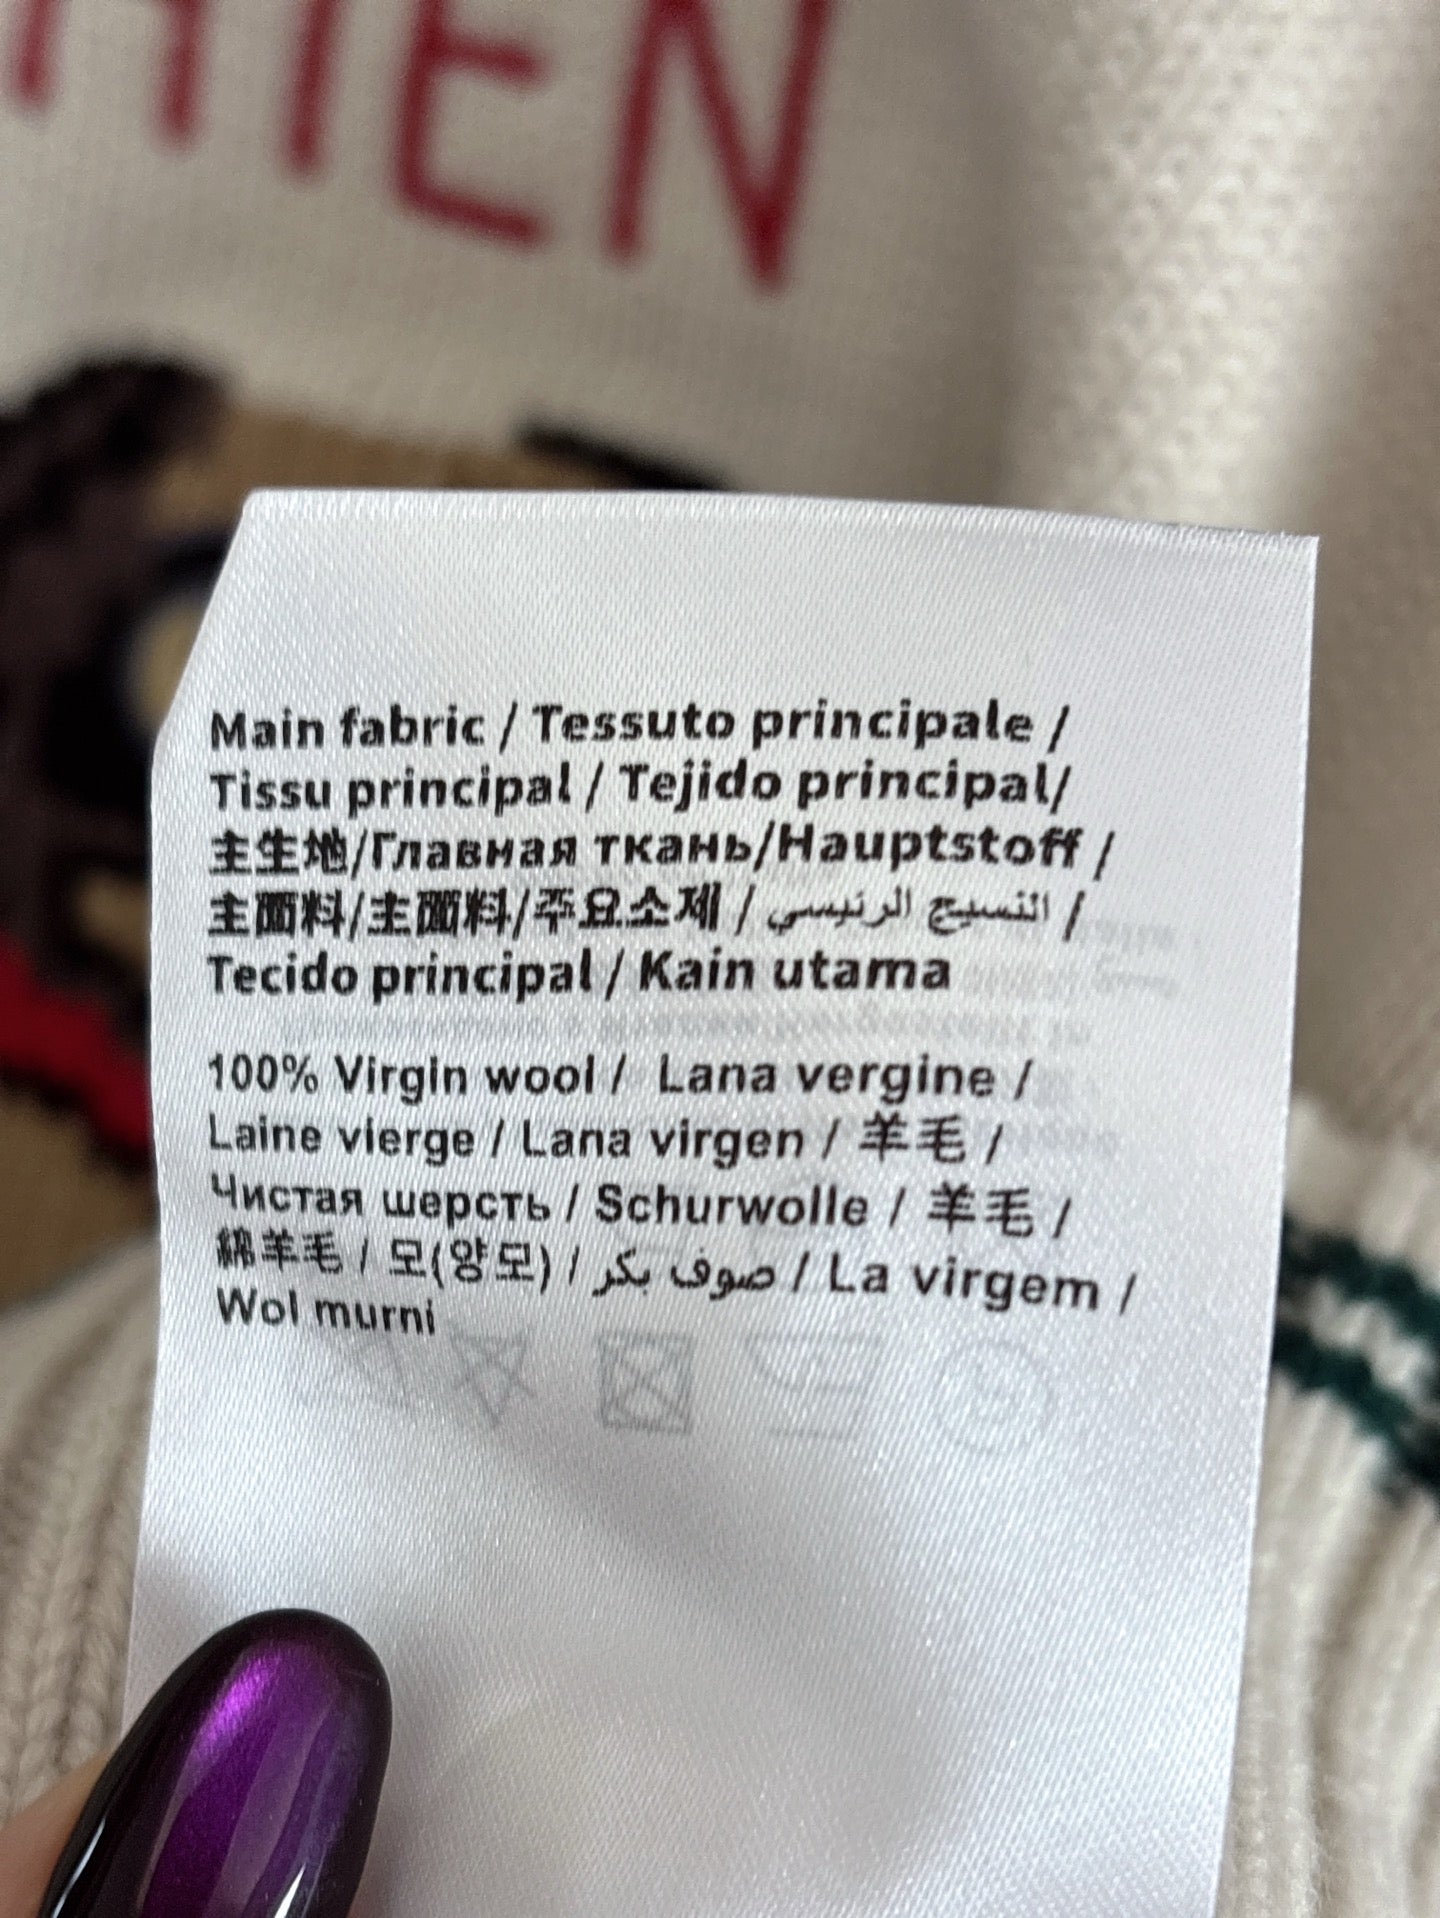 HIEN
Main fabric / Tessuto principale /
Tissu principal / Tejido principal/
主生地/Главная ткань/Hauptstoff /
主面料/主面料/주요소제 / النسيج الرئيسي /
Tecido principal / Kain utama
100% Virgin wool / Lana vergine /
Laine vierge / Lana virgen / 羊毛 /
Чистая шерсть / Schurwolle / 羊毛 /
綿羊毛 / 모(양모) / صوف بكر / La virgem /
Wol murni